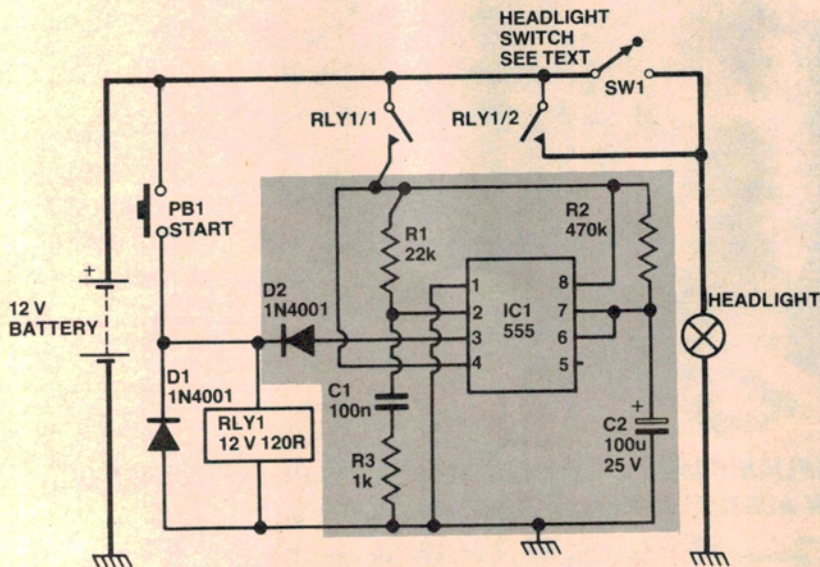 HEADLIGHT
SWITCH
SEE TEXT
SW1
RLY1/1
RLY1/2
PB1
START
R1
22k
R2
470k
D2
1N4001
1
2
3
4
IC1
555
8
7
6
5
+
12 V
BATTERY
HEADLIGHT
D1
1N4001
RLY1
12 V 120R
C1
100n
R3
1k
+
C2
100u
25 V